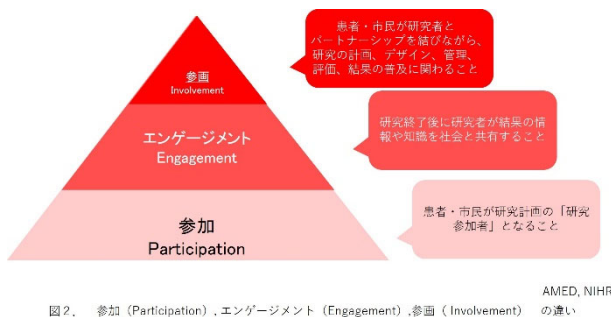 参画
Involvement
患者・市民が研究者と
パートナーシップを結びながら、
研究の計画、デザイン、管理、
評価、結果の普及に関わること
エンゲージメント
Engagement
研究終了後に研究者が結果の情
報や知識を社会と共有すること
参加
Participation
患者・市民が研究計画の「研究
参加者」となること
AMED, NIHR
図2. 参加 (Participation) , エンゲージメント (Engagement) ,参画 ( Involvement) の違い